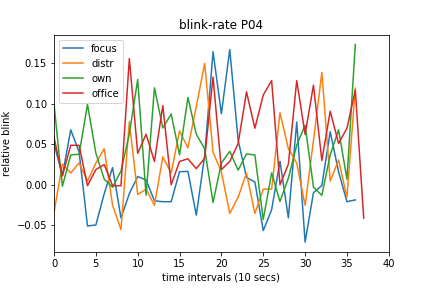 blink-rate P04
focus
distr
own
office
relative blink
0.15
0.10
0.05
0.00
−0.05
0 5 10 15 20 25 30 35 40
time intervals (10 secs)